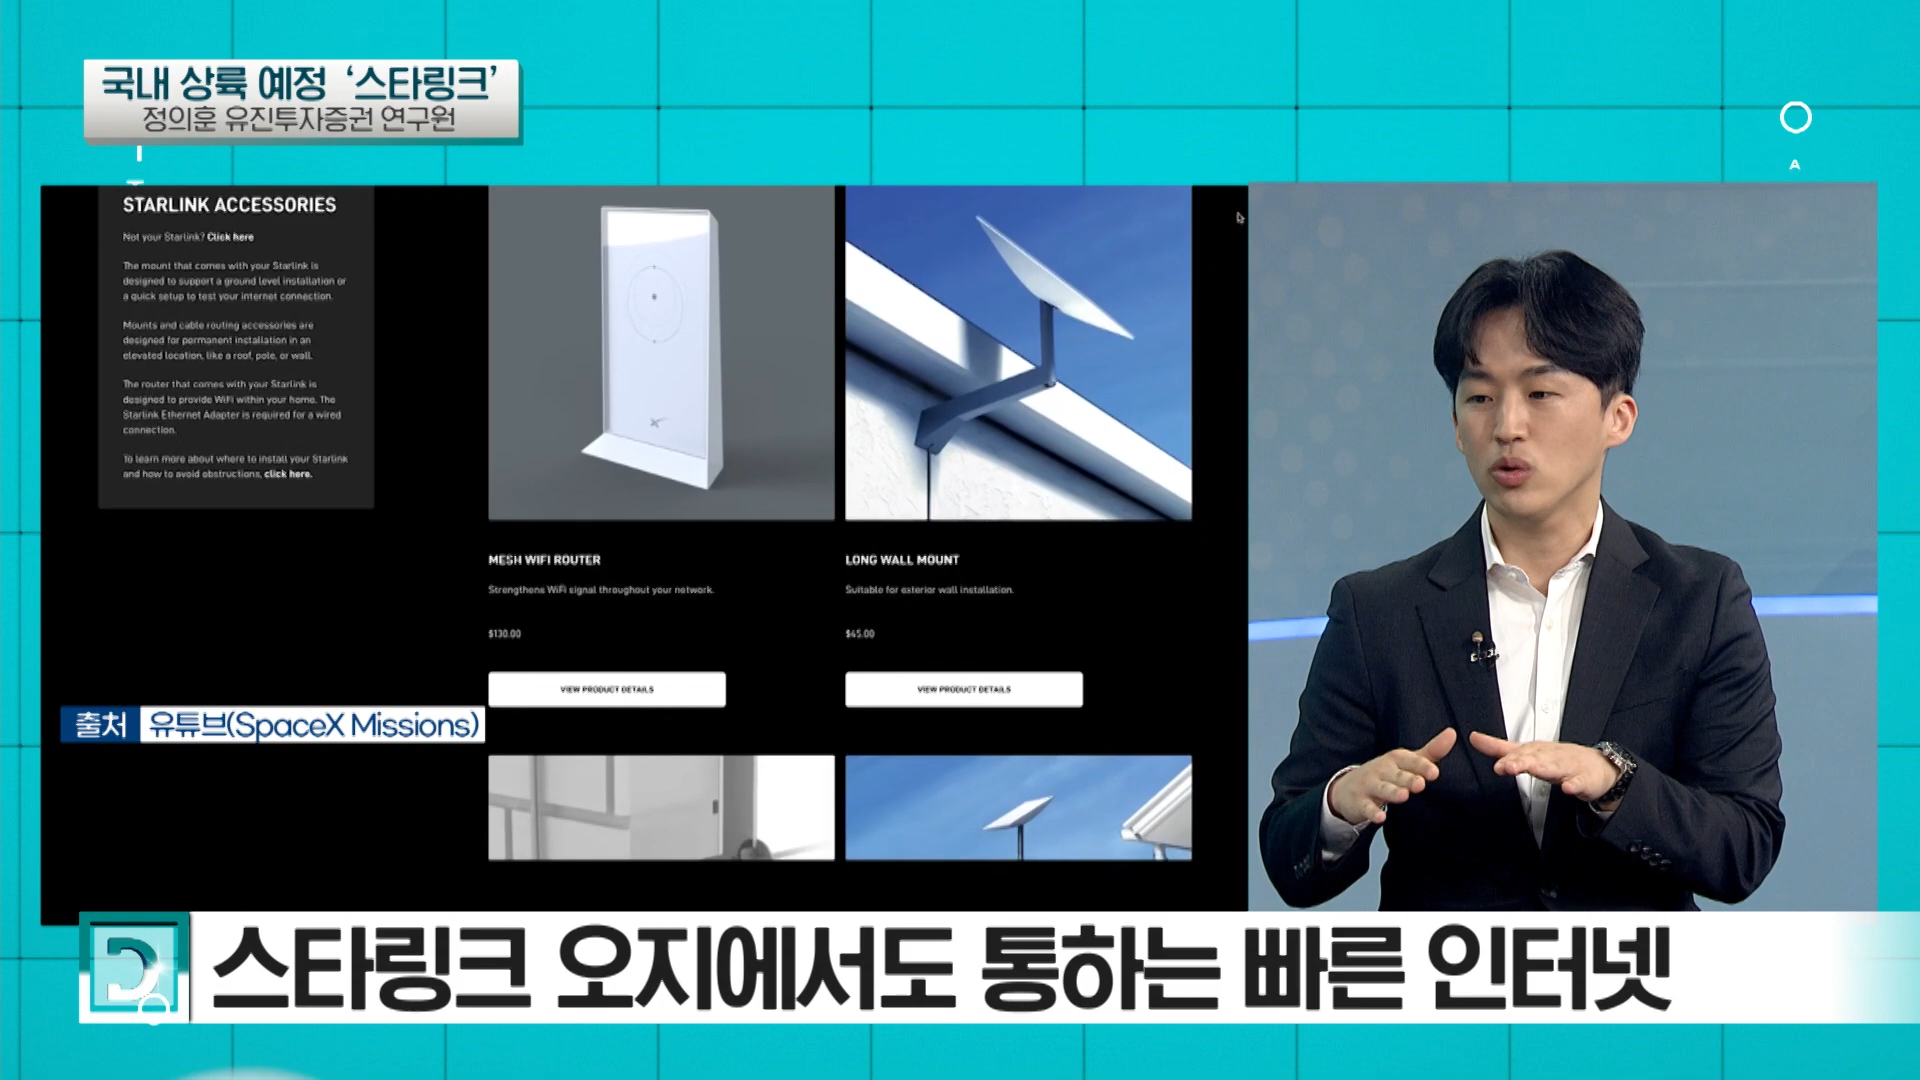 국내 상륙 예정 ‘스타링크’
정의훈 유진투자증권 연구원
A
STARLINK ACCESSORIES
Not your Starlink? Click here
The mount that comes with your Starlink is
designed to support a ground level installation or
a quick setup to test your internet connection.
Mounts and cable routing accessories are
designed for permanent installation in an
elevated location, like a roof, pole, or wall.
The router that comes with your Starlink is
designed to provide WiFi within your home. The
Starlink Ethernet Adapter is required for a wired
connection.
To learn more about where to install your Starlink
and how to avoid obstructions, click here.
MESH WIFI ROUTER
Strengthens WiFi signal throughout your network.
$130.00
VIEW PRODUCT DETAILS
LONG WALL MOUNT
Suitable for exterior wall installation.
$45.00
VIEW PRODUCT DETAILS
출처 유튜브(SpaceX Missions)
D
스타링크 오지에서도 통하는 빠른 인터넷